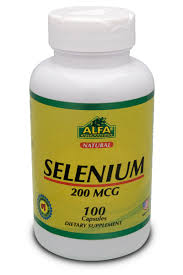 ALFA
NATURAL
SELENIUM
200 MCG
100
Capsules
DIETARY SUPPLEMENT